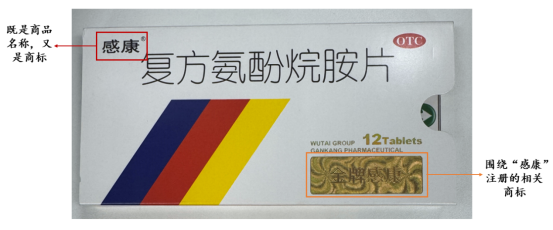 既是商品
名称，又
是商标
感康®
复方氨酚烷胺片
OTC
WUTAI GROUP
12Tablets
GANKANG PHARMACEUTICAL
金牌感康
围绕“感康”
注册的相关
商标